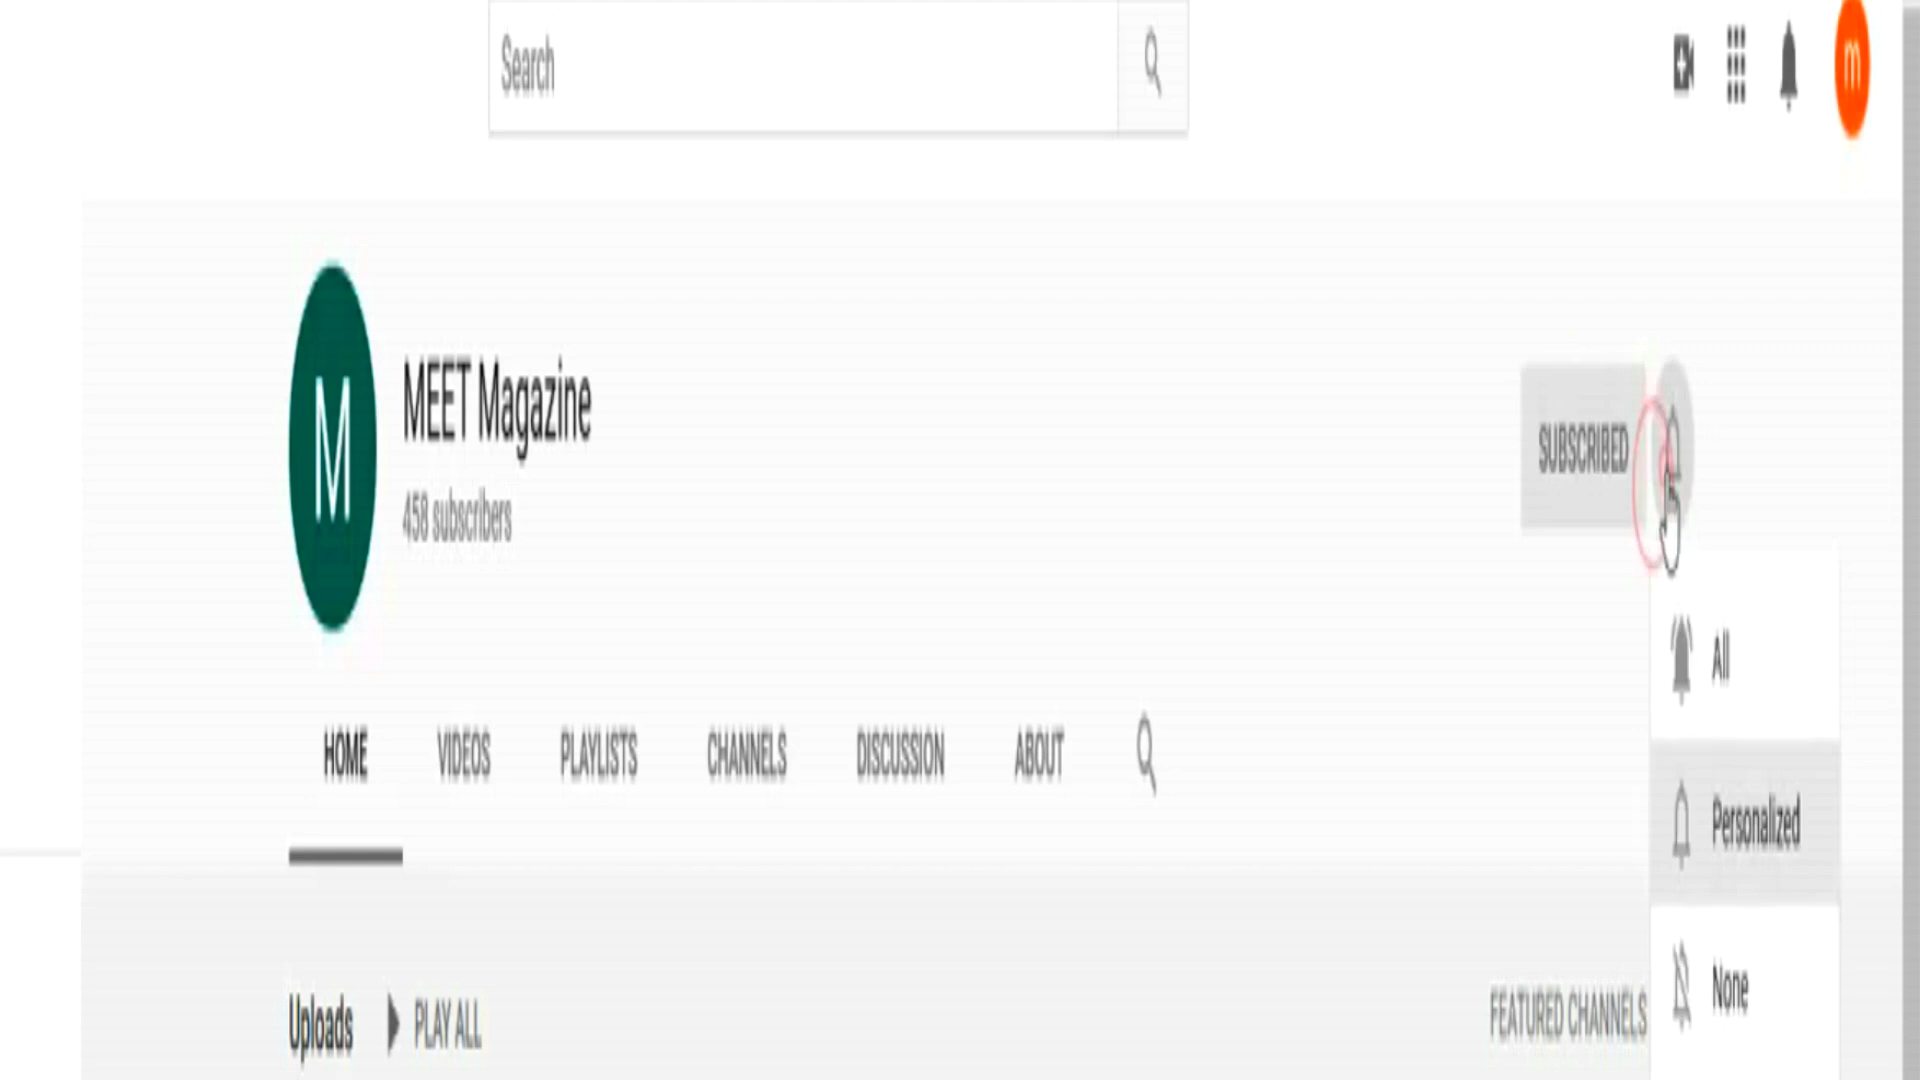 Search
m
M
MEET Magazine
458 subscribers
SUBSCRIBED
All
Personalized
None
HOME VIDEOS PLAYLISTS CHANNELS DISCUSSION ABOUT
Uploads PLAY ALL
FEATURED CHANNELS